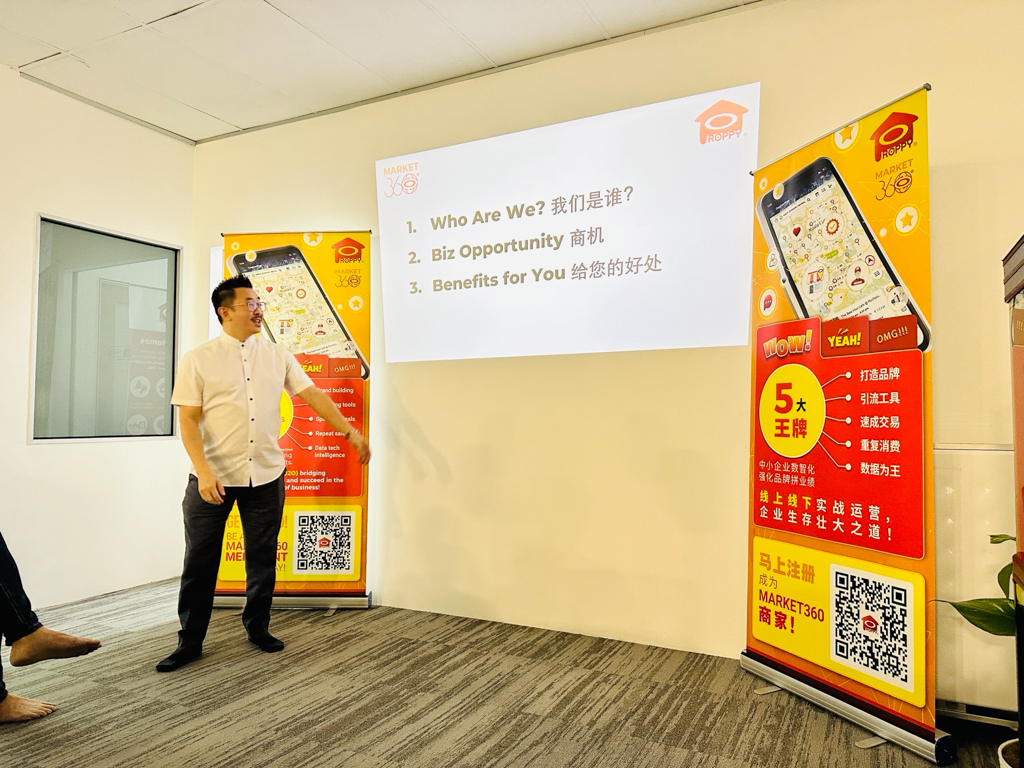 MARKET
360
ROPPY
1. Who Are We? 我们是谁?
2. Biz Opportunity 商机
3. Benefits for You 给您的好处
ROPPY
MARKET
360
YEAH!
OMG!!!
Brand building
tools
Repeat
Data tech
intelligence
O2O) bridging
and succeed in the
of business!
BE A
MARKET360
MERCHANT
ROPPY
MARKET
360
WOW!
YEAH!
OMG!!!
5大
王牌
打造品牌
引流工具
速成交易
重复消费
数据为王
中小企业数智化
强化品牌拼业绩
线上线下实战运营，
企业生存壮大之道！
马上注册
成为
MARKET360
商家！